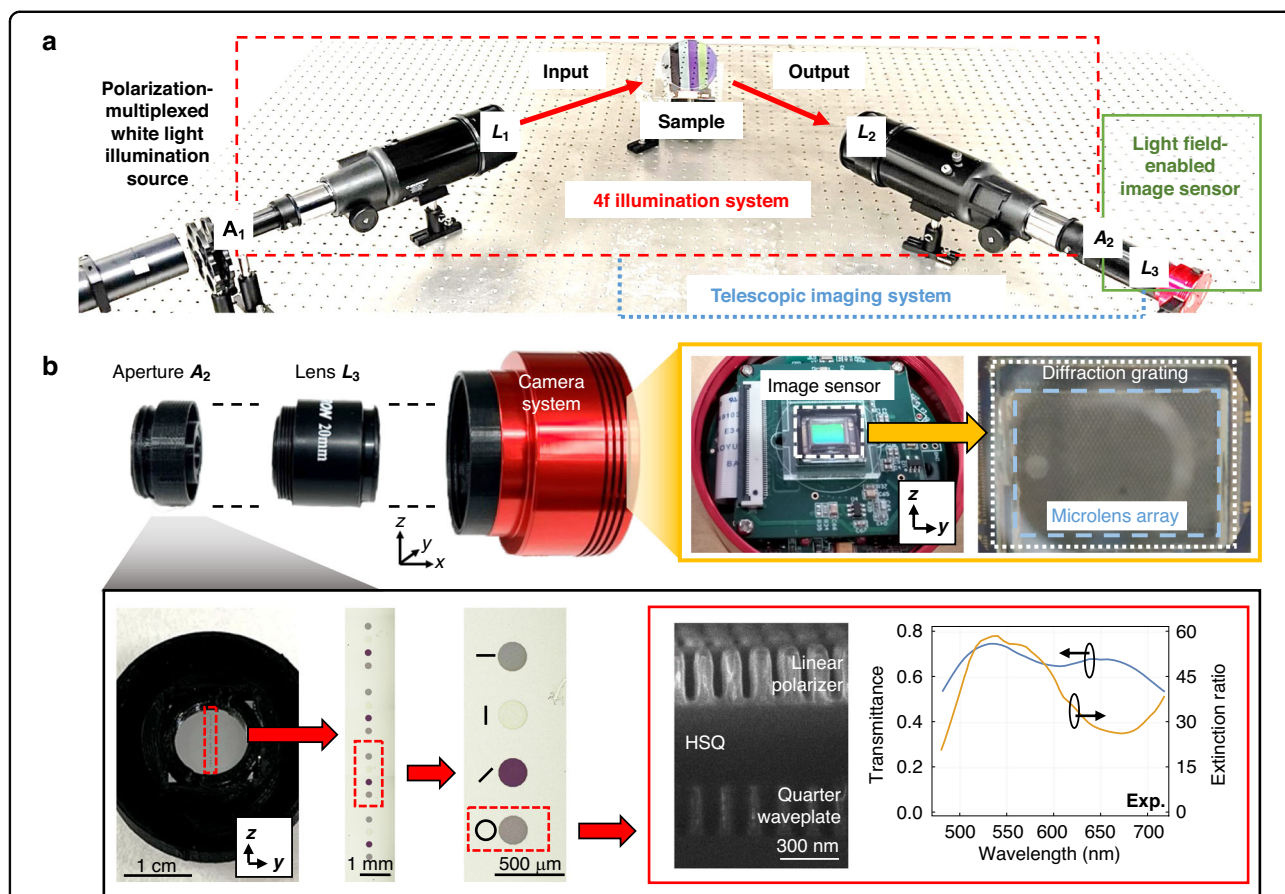 a
Polarization-
multiplexed
white light
illumination
source
Input
Output
L1
Sample
L2
Light field-
enabled
image sensor
4f illumination system
A1
A2
L3
Telescopic imaging system
b
Aperture A2
Lens L3
Camera
system
Image sensor
Diffraction grating
20mm
z
y
x
z
y
Microlens array
Linear
polarizer
HSQ
Quarter
waveplate
300 nm
z
y
1 cm
1 mm
500 μm
0.8
0.6
0.4
0.2
0.0
Transmittance
60
45
30
15
0
Extinction ratio
Exp.
500
550
600
650
700
Wavelength (nm)